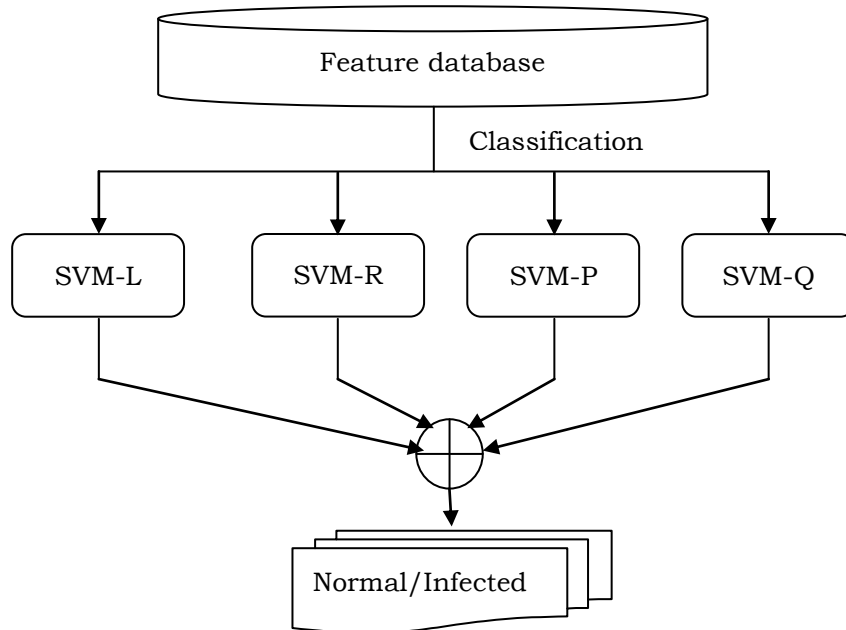 Feature database
Classification
SVM-L
SVM-R
SVM-P
SVM-Q
Normal/Infected